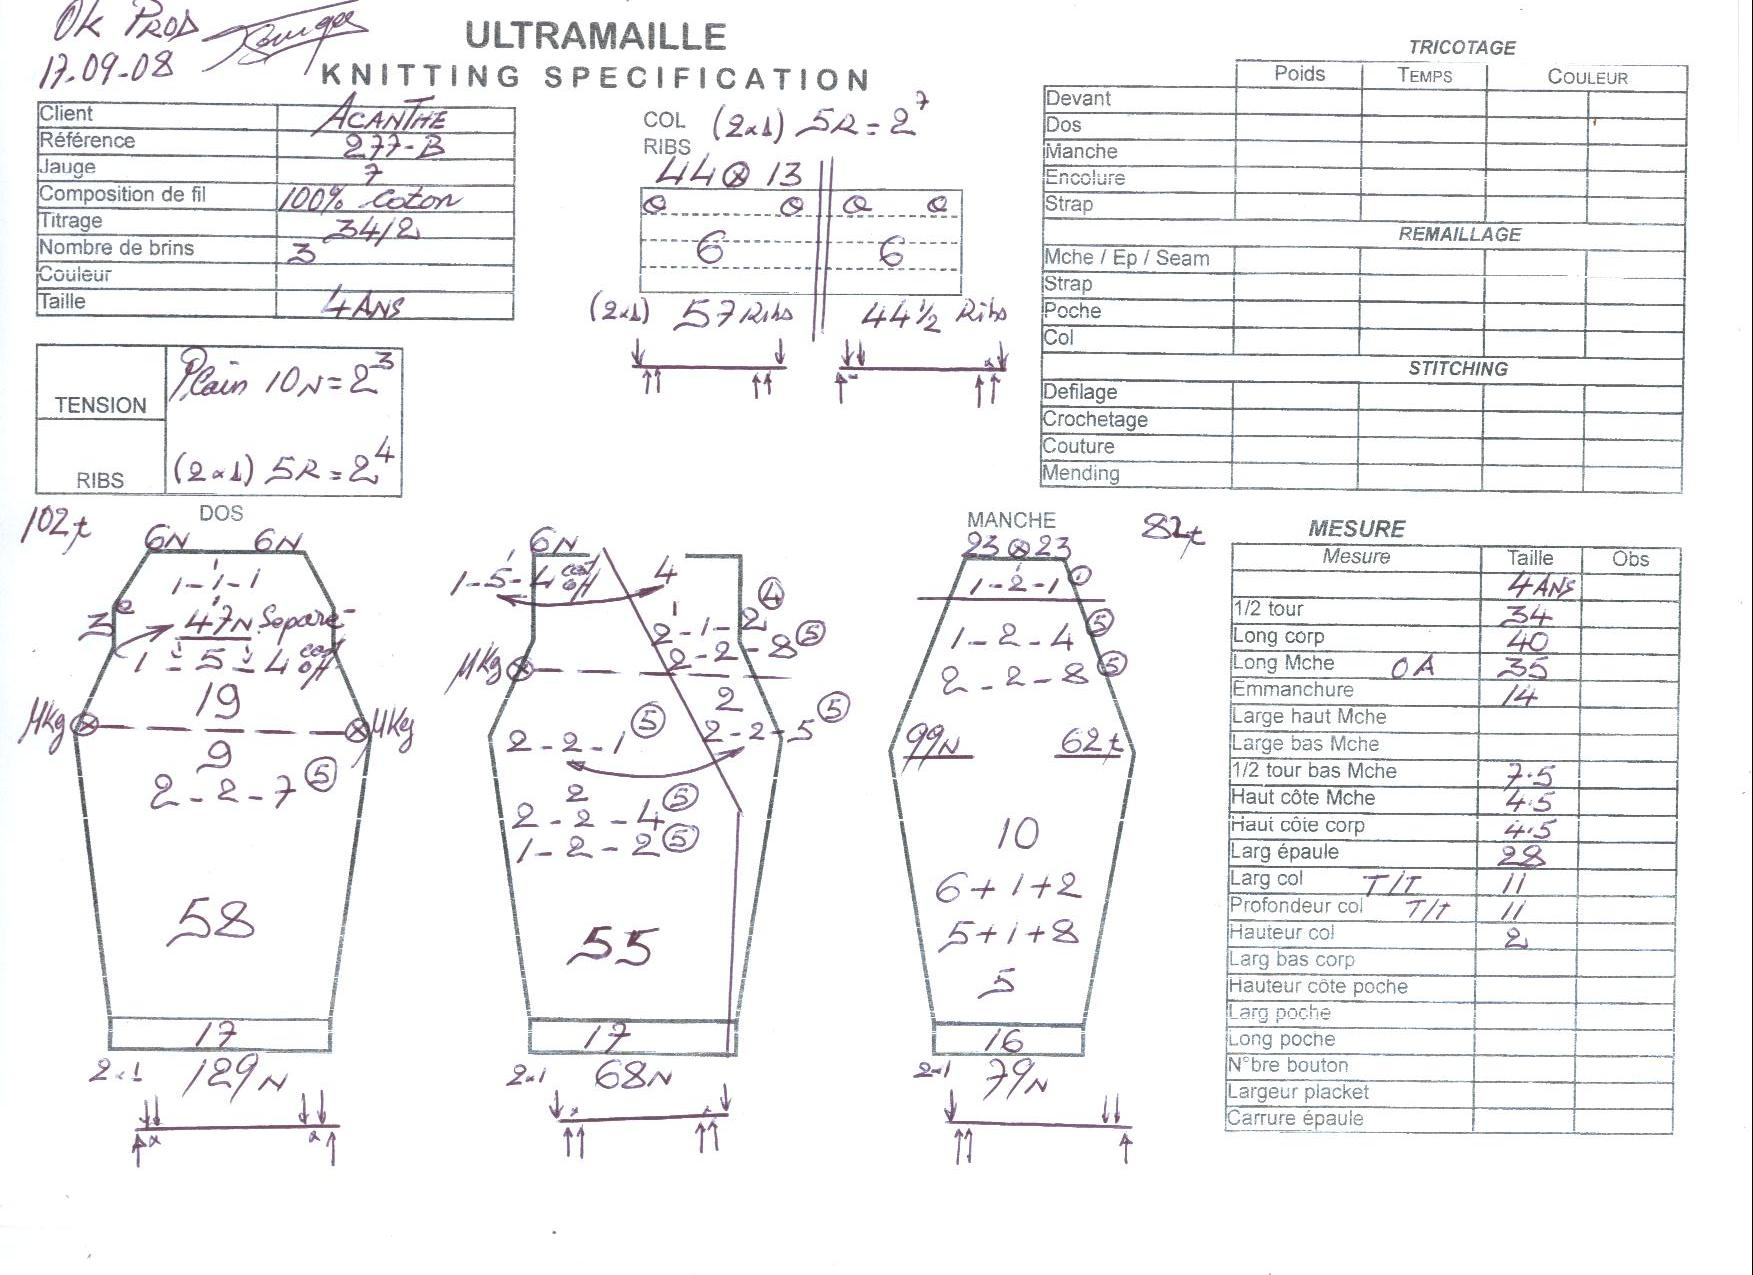 OK PROD
17-09-08
ULTRAMAILLE
KNITTING SPECIFICATION
Client ACANTHE
Référence 277-B
Jauge 7
Composition de fil 100% Coton
Titrage 34/2
Nombre de brins 3
Couleur
Taille 4 ANS
TENSION Plain 10N = 2³
RIBS (2x1) 5R = 2⁴
COL RIBS (2x1) 5R = 2⁷
44 ⊗ 13
6 6
(2x1) 57 Ribs 44 1/2 Ribs
TRICOTAGE
Poids TEMPS COULEUR
Devant
Dos
Manche
Encolure
Strap
REMAILLAGE
Mche / Ep / Seam
Strap
Poche
Col
STITCHING
Defilage
Crochetage
Couture
Mending
102t
DOS
6N 6N
1-1-1
3
47N Separe
1-5-4 cast off
19
Mkg Mkg
9
2-2-7 ⑤
58
17
2x1 129N
6N
1-5-4 cast off 4
1
2-1-2 ④
2-2-8 ⑤
Mkg
2
2-2-1 ⑤ 2-2-5 ⑤
2
2-2-4 ⑤
1-2-2 ⑤
55
17
2x1 68N
MANCHE
82t
23 ⊗ 23
1-2-1
1-2-4 ⑤
2-2-8 ⑤
99N 62t
10
6+1+2
5+1+8
5
16
2x1 79N
MESURE
Mesure Taille Obs
4 ANS
1/2 tour 34
Long corp 40
Long Mche OA 35
Emmanchure 14
Large haut Mche
Large bas Mche
1/2 tour bas Mche 7.5
Haut côte Mche 4.5
Haut côte corp 4.5
Larg épaule 28
Larg col T/T 11
Profondeur col T/t 11
Hauteur col 2
Larg bas corp
Hauteur côte poche
Larg poche
Long poche
N°bre bouton
Largeur placket
Carrure épaule